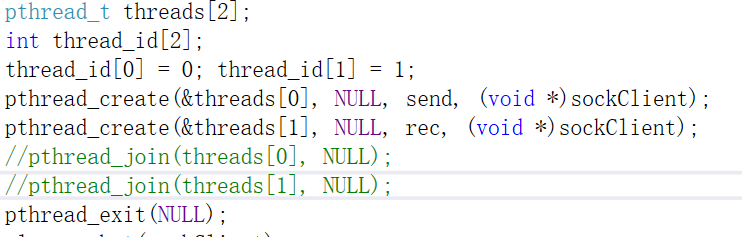 pthread_t threads[2];
int thread_id[2];
thread_id[0] = 0; thread_id[1] = 1;
pthread_create(&threads[0], NULL, send, (void *)sockClient);
pthread_create(&threads[1], NULL, rec, (void *)sockClient);
//pthread_join(threads[0], NULL);
//pthread_join(threads[1], NULL);
pthread_exit(NULL);